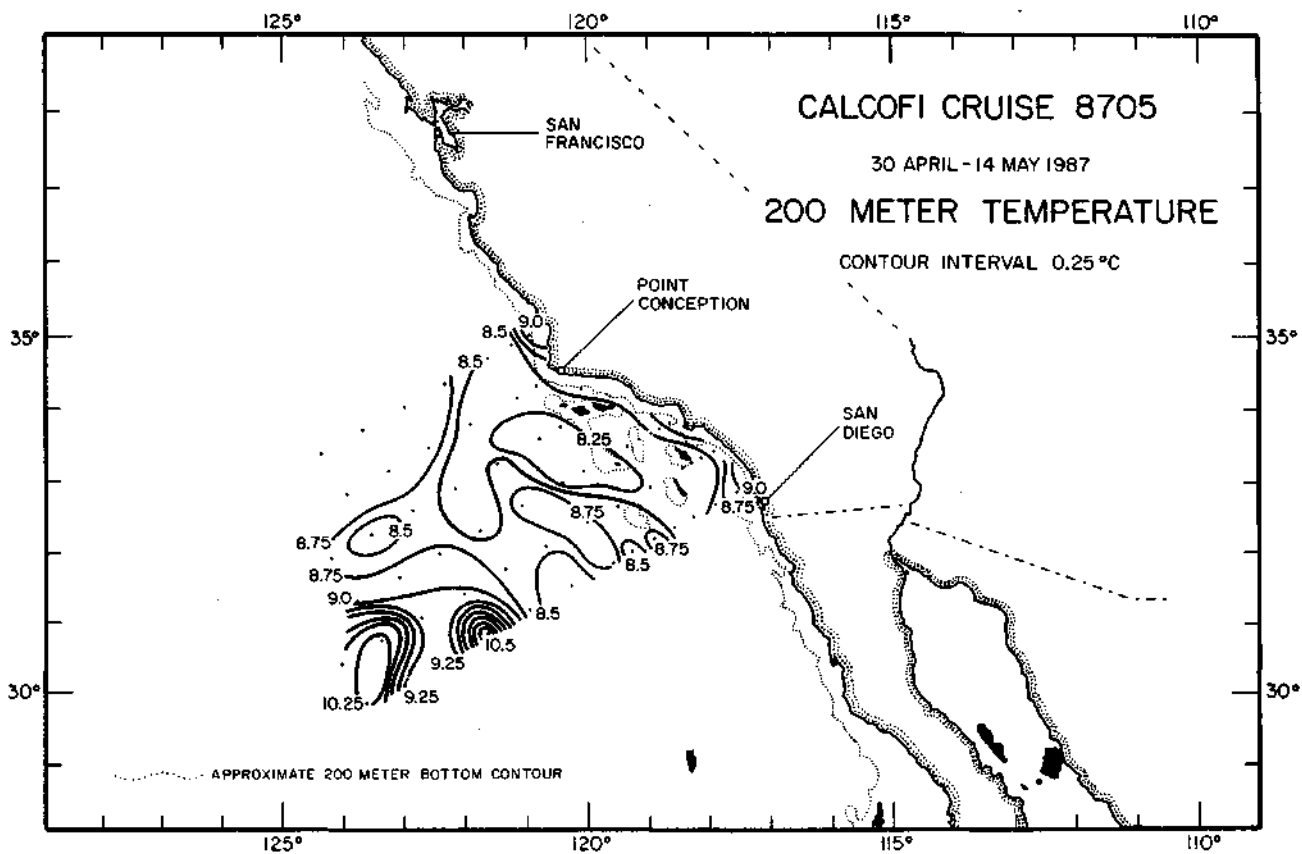 125°
120°
115°
110°
CALCOFI CRUISE 8705
30 APRIL - 14 MAY 1987
200 METER TEMPERATURE
CONTOUR INTERVAL 0.25 °C
SAN
FRANCISCO
POINT
CONCEPTION
SAN
DIEGO
35°
35°
9.0
8.5
8.5
8.25
9.0
8.75
8.75
8.5
8.75
8.75
8.5
8.75
9.0
8.5
10.5
9.25
9.25
10.25
30°
30°
APPROXIMATE 200 METER BOTTOM CONTOUR
125°
120°
115°
110°